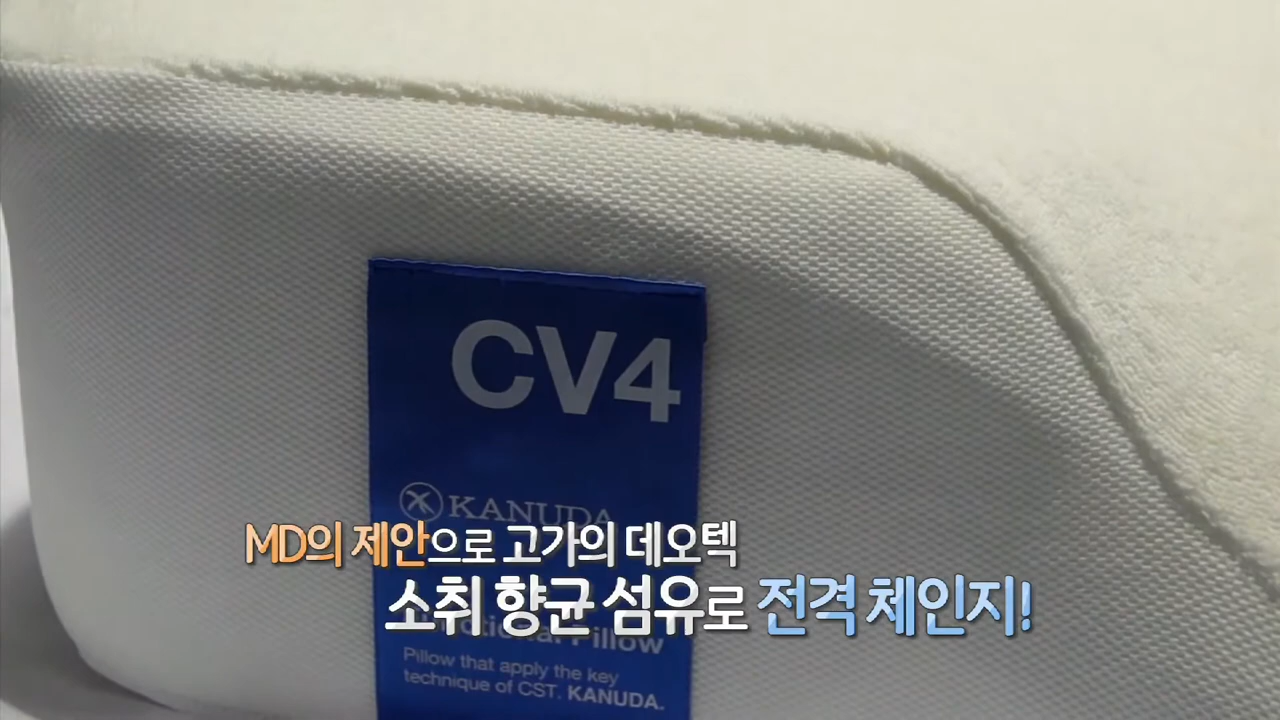 CV4
KANUDA
MD의 제안으로 고가의 데오텍
소취 향균 섬유로 전격 체인지!
Functional Pillow
Pillow that apply the key
technique of CST. KANUDA.